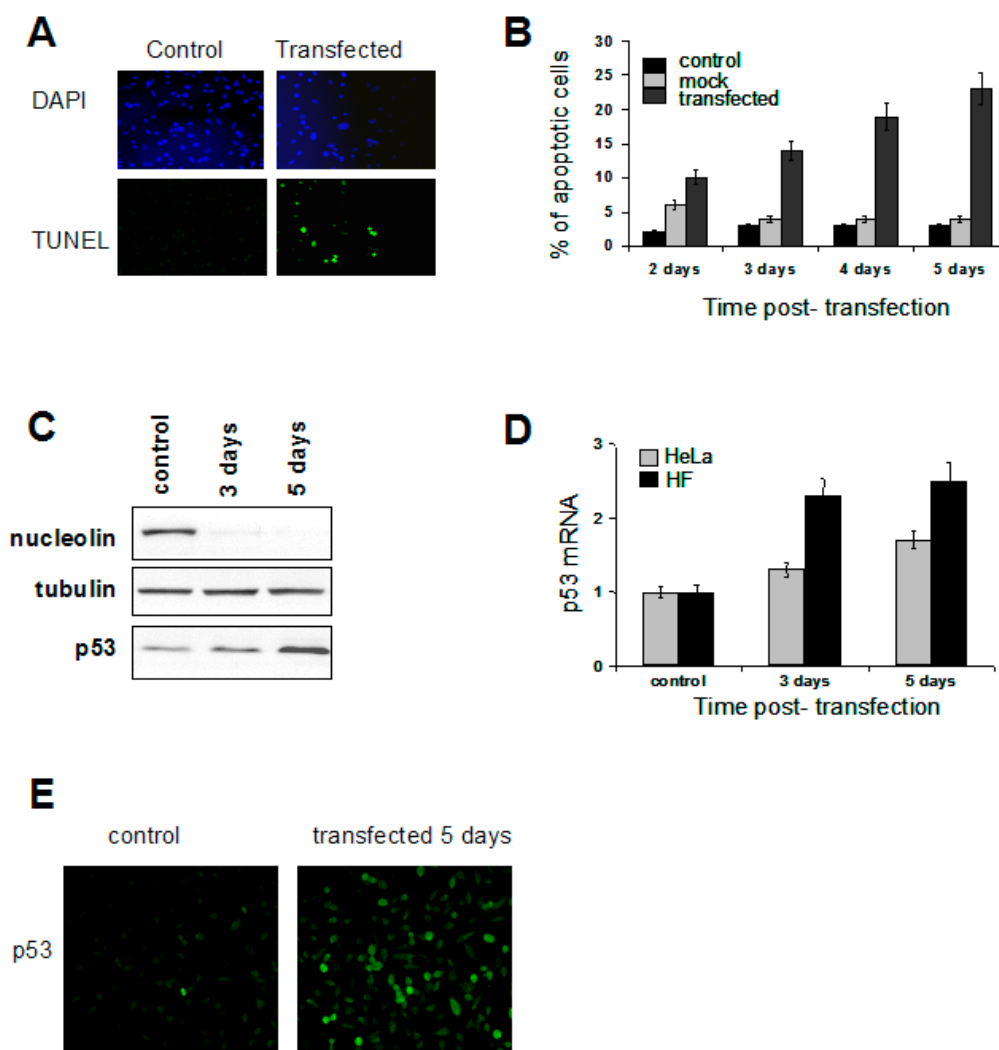 A
Control Transfected
DAPI
TUNEL
B
control
mock
transfected
30
25
20
15
10
5
0
% of apoptotic cells
2 days 3 days 4 days 5 days
Time post- transfection
C
control 3 days 5 days
nucleolin
tubulin
p53
D
HeLa
HF
3
2
1
0
p53 mRNA
control 3 days 5 days
Time post- transfection
E
control transfected 5 days
p53